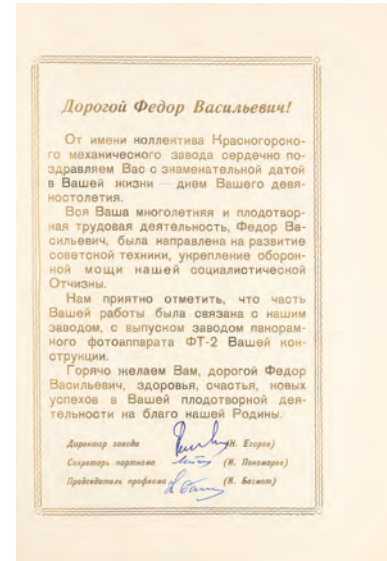 Дорогой Федор Васильевич!
От имени коллектива Красногорско-
го механического завода сердечно по-
здравляем Вас с знаменательной датой
в Вашей жизни — днем Вашего девя-
ностолетия.
Вся Ваша многолетняя и плодотвор-
ная трудовая деятельность, Федор Ва-
сильевич, была направлена на развитие
советской техники, укрепление оборон-
ной мощи нашей социалистической
Отчизны.
Нам приятно отметить, что часть
Вашей работы была связана с нашим
заводом, с выпуском заводом панорам-
ного фотоаппарата ФТ-2 Вашей кон-
струкции.
Горячо желаем Вам, дорогой Федор
Васильевич, здоровья, счастья, новых
успехов в Вашей плодотворной дея-
тельности на благо нашей Родины.
Директор завода (Н. Егоров)
Секретарь парткома (И. Пономарев)
Председатель профкома (Н. Базмет)